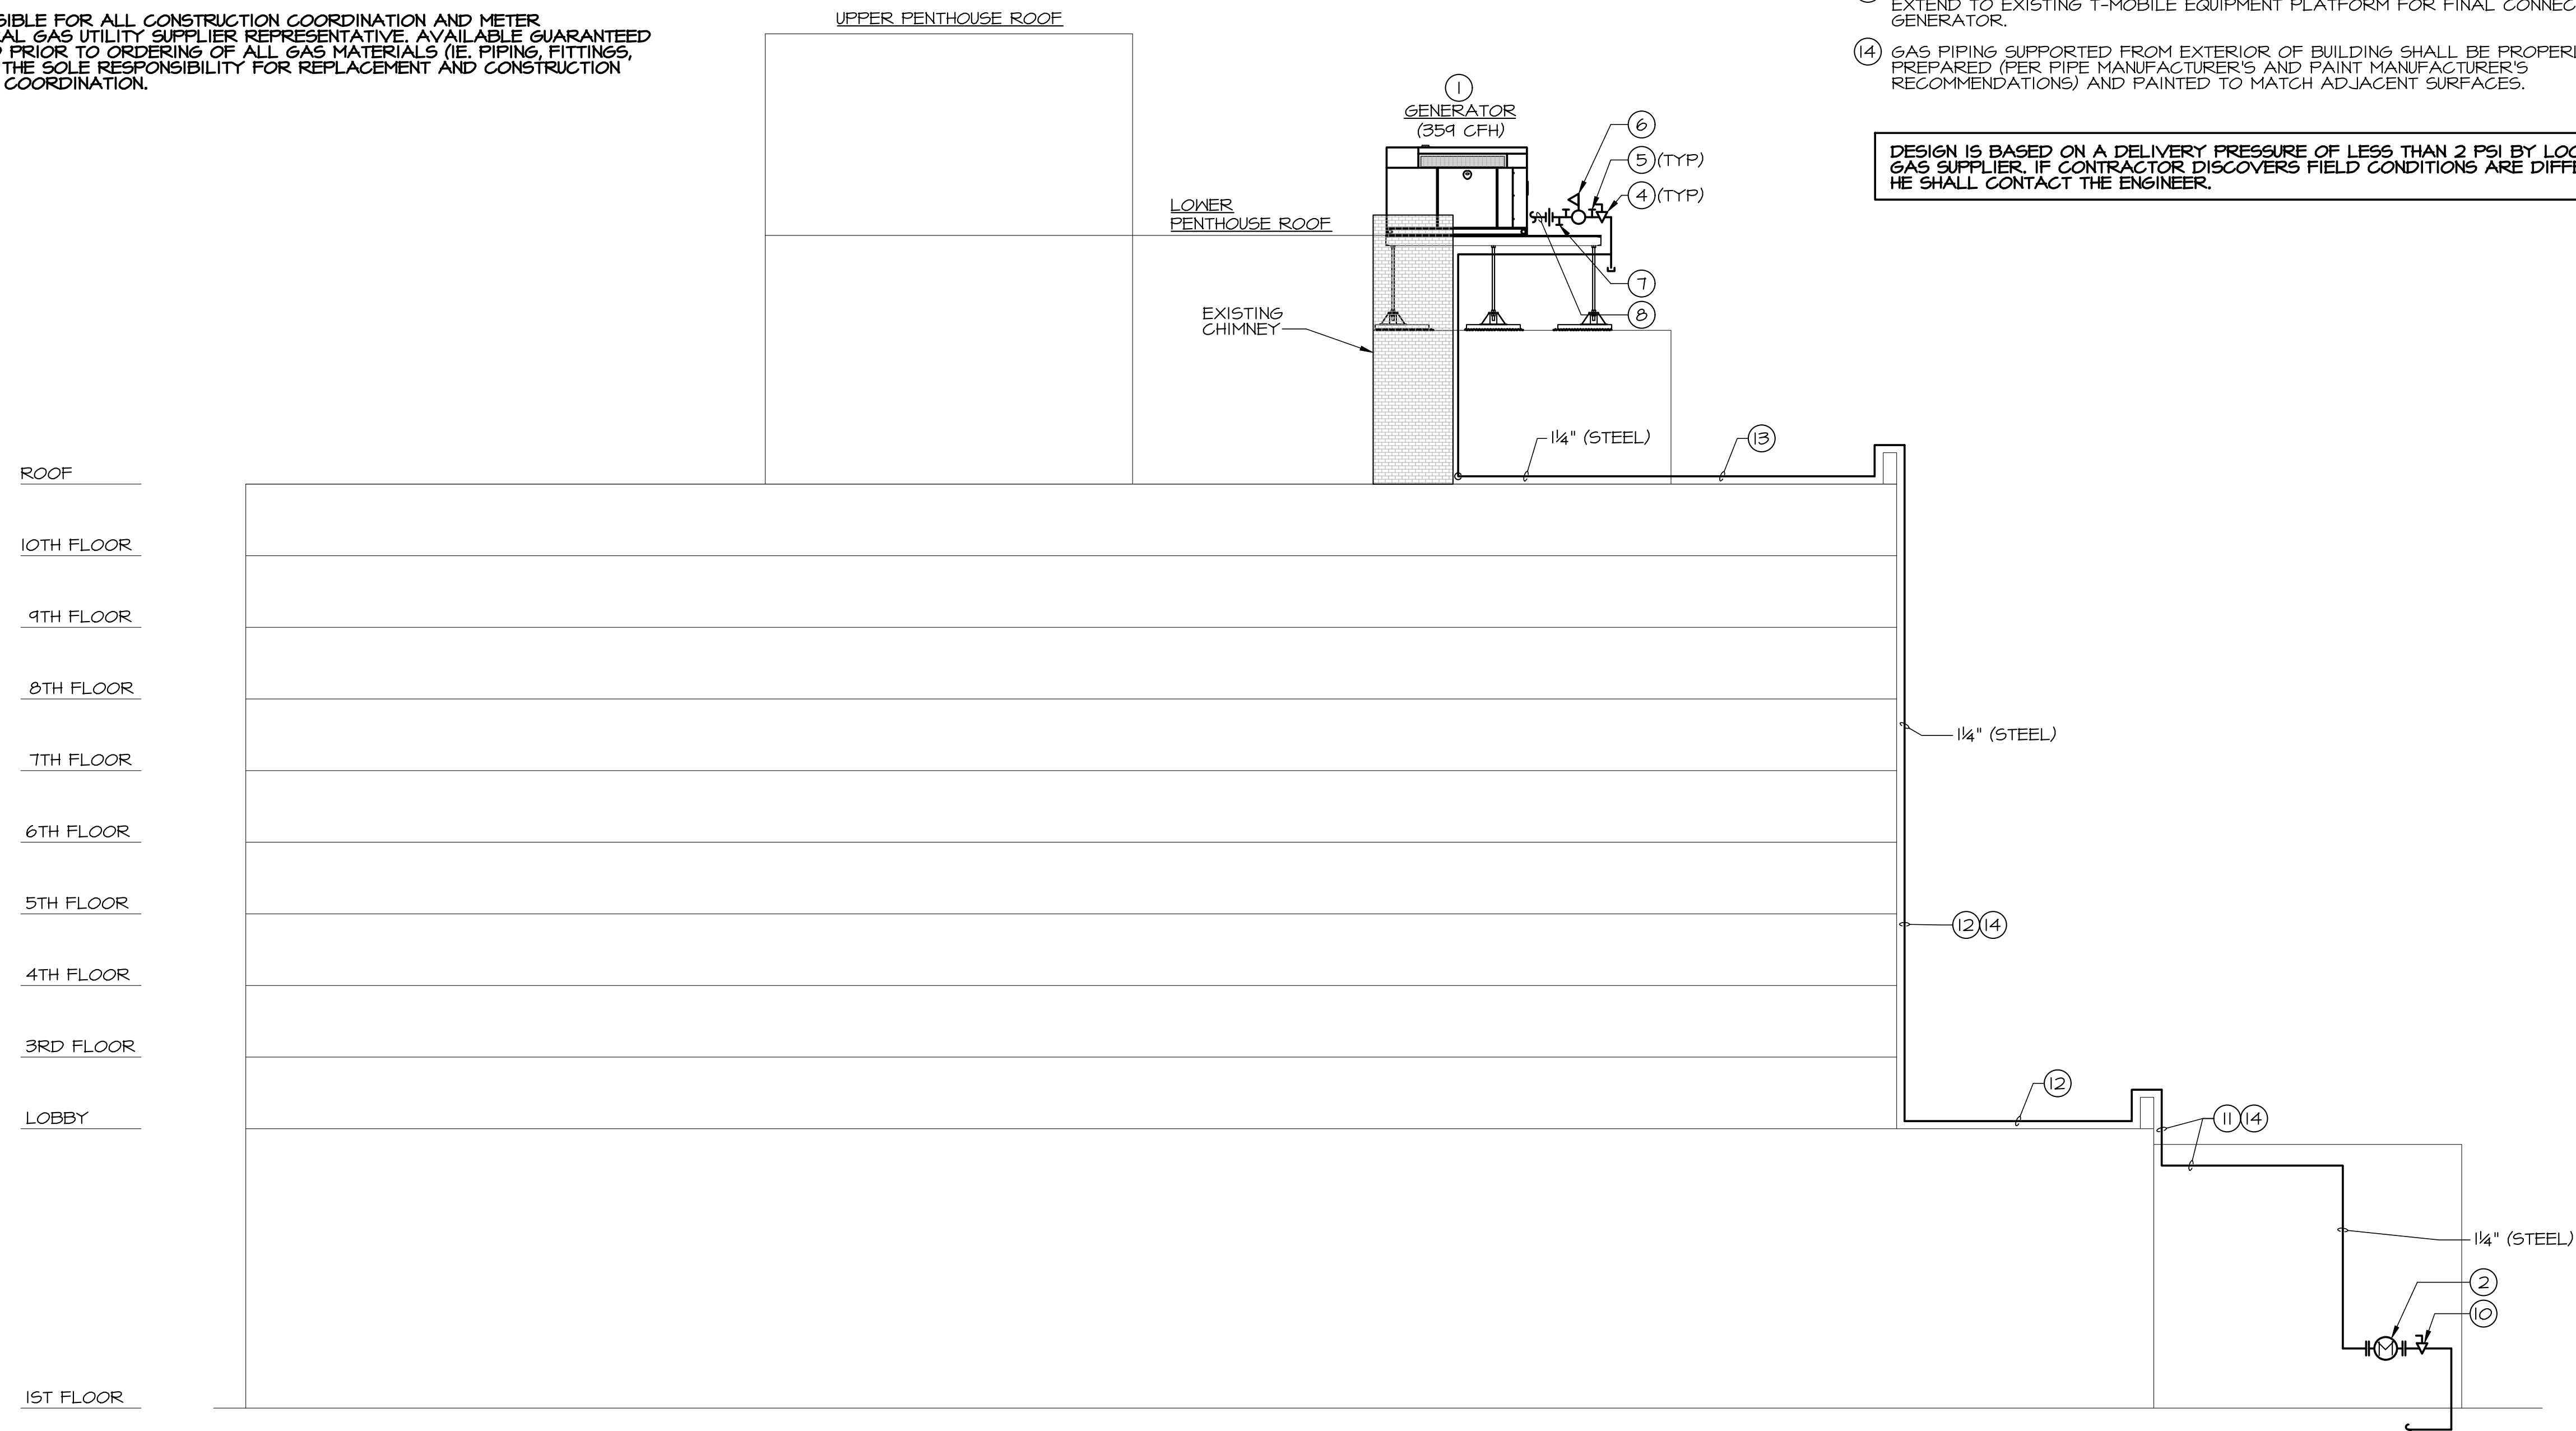 SIBLE FOR ALL CONSTRUCTION COORDINATION AND METER
AL GAS UTILITY SUPPLIER REPRESENTATIVE. AVAILABLE GUARANTEED
PRIOR TO ORDERING OF ALL GAS MATERIALS (IE. PIPING, FITTINGS,
THE SOLE RESPONSIBILITY FOR REPLACEMENT AND CONSTRUCTION
COORDINATION.
UPPER PENTHOUSE ROOF
EXTEND TO EXISTING T-MOBILE EQUIPMENT PLATFORM FOR FINAL CONNEC
GENERATOR.
14 GAS PIPING SUPPORTED FROM EXTERIOR OF BUILDING SHALL BE PROPERL
PREPARED (PER PIPE MANUFACTURER'S AND PAINT MANUFACTURER'S
RECOMMENDATIONS) AND PAINTED TO MATCH ADJACENT SURFACES.
DESIGN IS BASED ON A DELIVERY PRESSURE OF LESS THAN 2 PSI BY LOC
GAS SUPPLIER. IF CONTRACTOR DISCOVERS FIELD CONDITIONS ARE DIFFE
HE SHALL CONTACT THE ENGINEER.
1
GENERATOR
(359 CFH)
6
5 (TYP)
4 (TYP)
LOWER
PENTHOUSE ROOF
7
8
EXISTING
CHIMNEY
1¼" (STEEL)
13
ROOF
10TH FLOOR
9TH FLOOR
8TH FLOOR
7TH FLOOR
1¼" (STEEL)
6TH FLOOR
5TH FLOOR
12 14
4TH FLOOR
3RD FLOOR
12
LOBBY
11 14
1¼" (STEEL)
2
M
10
1ST FLOOR